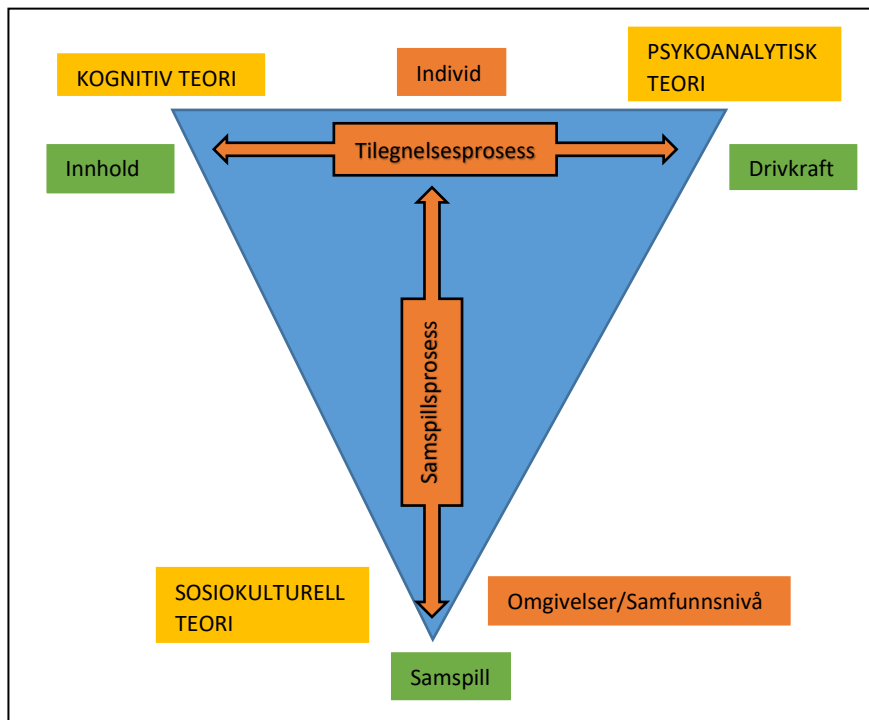 KOGNITIV TEORI
Individ
PSYKOANALYTISK
TEORI
Innhold
Tilegnelsesprosess
Drivkraft
Samspillsprosess
SOSIOKULTURELL
TEORI
Omgivelser/Samfunnsnivå
Samspill